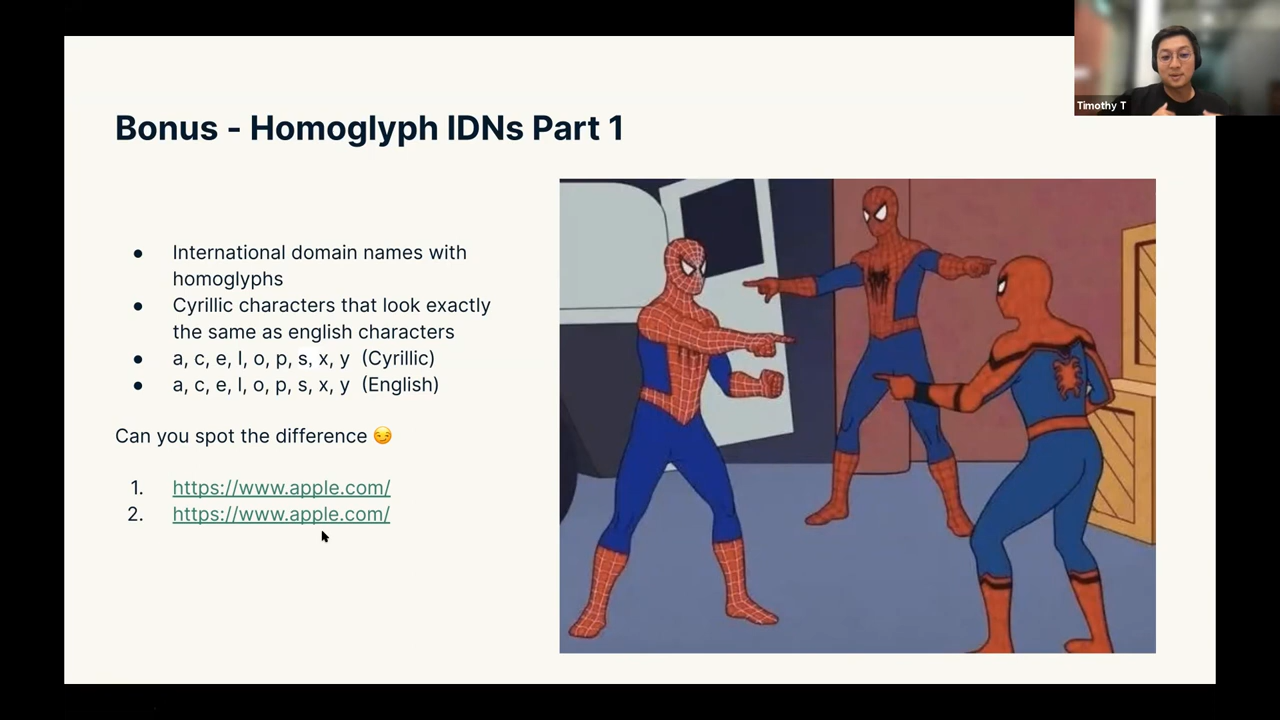 Timothy T
Bonus - Homoglyph IDNs Part 1
● International domain names with
homoglyphs
● Cyrillic characters that look exactly
the same as english characters
● a, c, e, l, o, p, s, x, y (Cyrillic)
● a, c, e, l, o, p, s, x, y (English)
Can you spot the difference 😏
1. https://www.apple.com/
2. https://www.apple.com/